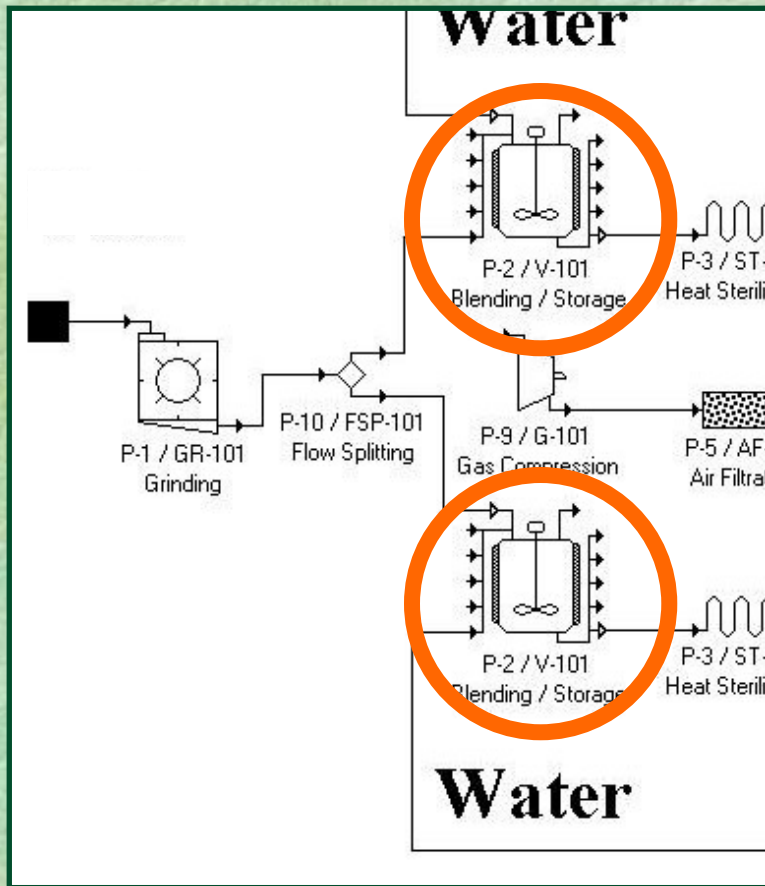 Water
P-2 / V-101
Blending / Storage
P-3 / ST-
Heat Sterili
P-1 / GR-101
Grinding
P-10 / FSP-101
Flow Splitting
P-9 / G-101
Gas Compression
P-5 / AF
Air Filtra
P-2 / V-101
Blending / Storage
P-3 / ST-
Heat Sterili
Water